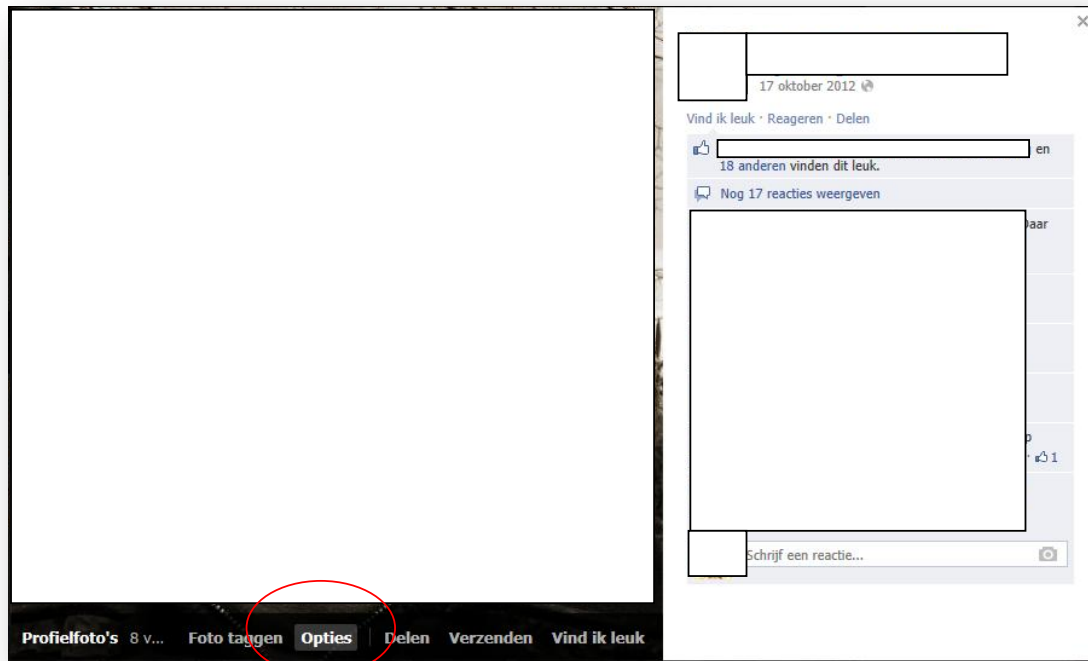 ×
17 oktober 2012
Vind ik leuk · Reageren · Delen
en
18 anderen vinden dit leuk.
Nog 17 reacties weergeven
· 1
Schrijf een reactie...
Profielfoto's 8 v... Foto taggen Opties Delen Verzenden Vind ik leuk